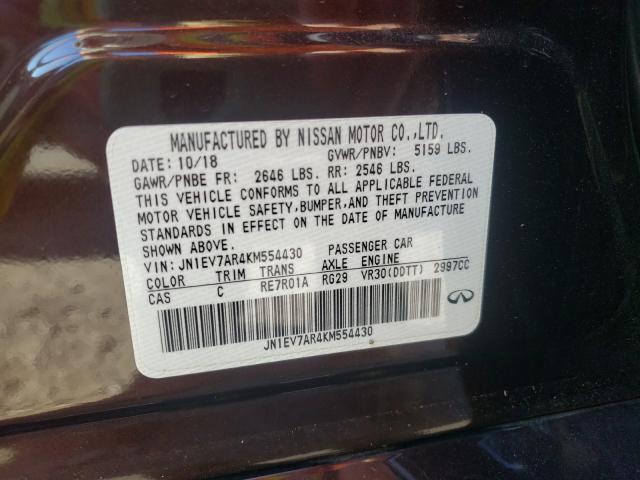 MANUFACTURED BY NISSAN MOTOR CO.,LTD.
DATE: 10/18 GVWR/PNBV: 5159 LBS.
GAWR/PNBE FR: 2646 LBS. RR: 2546 LBS.
THIS VEHICLE CONFORMS TO ALL APPLICABLE FEDERAL
MOTOR VEHICLE SAFETY,BUMPER,AND THEFT PREVENTION
STANDARDS IN EFFECT ON THE DATE OF MANUFACTURE
SHOWN ABOVE.
VIN: JN1EV7AR4KM554430 PASSENGER CAR
COLOR TRIM TRANS AXLE ENGINE
CAS C RE7R01A RG29 VR30(DDTT) 2997CC
JN1EV7AR4KM554430